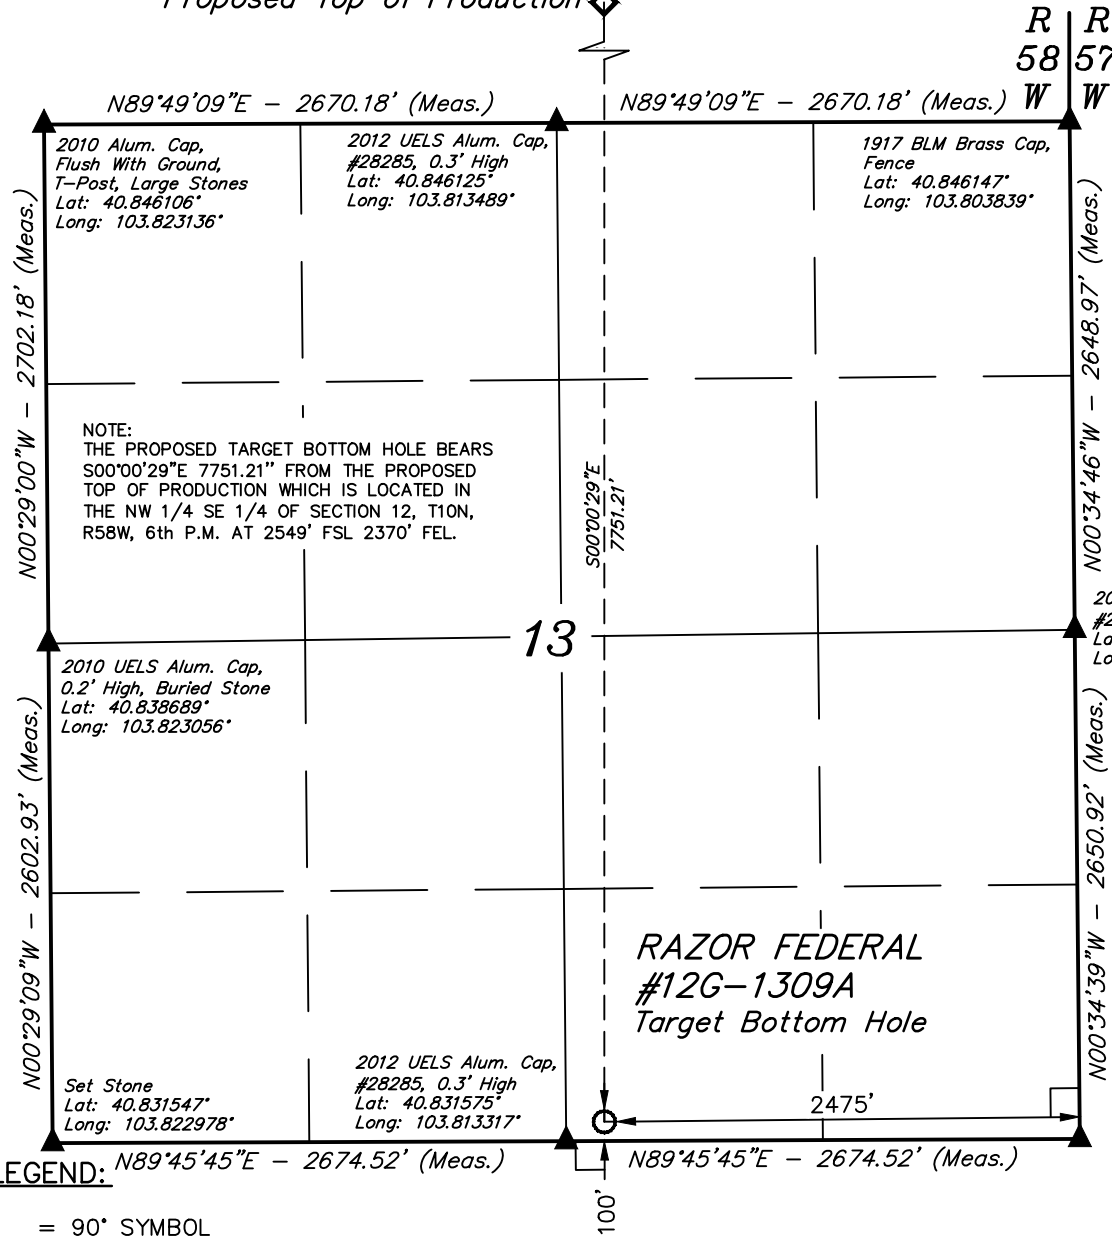 Proposed Top of Production
R R
58 57
W W
N89°49'09"E - 2670.18' (Meas.)
N89°49'09"E - 2670.18' (Meas.)
2010 Alum. Cap,
Flush With Ground,
T-Post, Large Stones
Lat: 40.846106°
Long: 103.823136°
2012 UELS Alum. Cap,
#28285, 0.3' High
Lat: 40.846125°
Long: 103.813489°
1917 BLM Brass Cap,
Fence
Lat: 40.846147°
Long: 103.803839°
N00°29'00"W - 2702.18' (Meas.)
N00°34'46"W - 2648.97' (Meas.)
NOTE:
THE PROPOSED TARGET BOTTOM HOLE BEARS
S00°00'29"E 7751.21" FROM THE PROPOSED
TOP OF PRODUCTION WHICH IS LOCATED IN
THE NW 1/4 SE 1/4 OF SECTION 12, T10N,
R58W, 6th P.M. AT 2549' FSL 2370' FEL.
S00°00'29"E
7751.21'
13
2010 UELS Alum. Cap,
0.2' High, Buried Stone
Lat: 40.838689°
Long: 103.823056°
N00°29'09"W - 2602.93' (Meas.)
N00°34'39"W - 2650.92' (Meas.)
RAZOR FEDERAL
#12G-1309A
Target Bottom Hole
Set Stone
Lat: 40.831547°
Long: 103.822978°
2012 UELS Alum. Cap,
#28285, 0.3' High
Lat: 40.831575°
Long: 103.813317°
2475'
N89°45'45"E - 2674.52' (Meas.)
N89°45'45"E - 2674.52' (Meas.)
100'
LEGEND:
= 90° SYMBOL